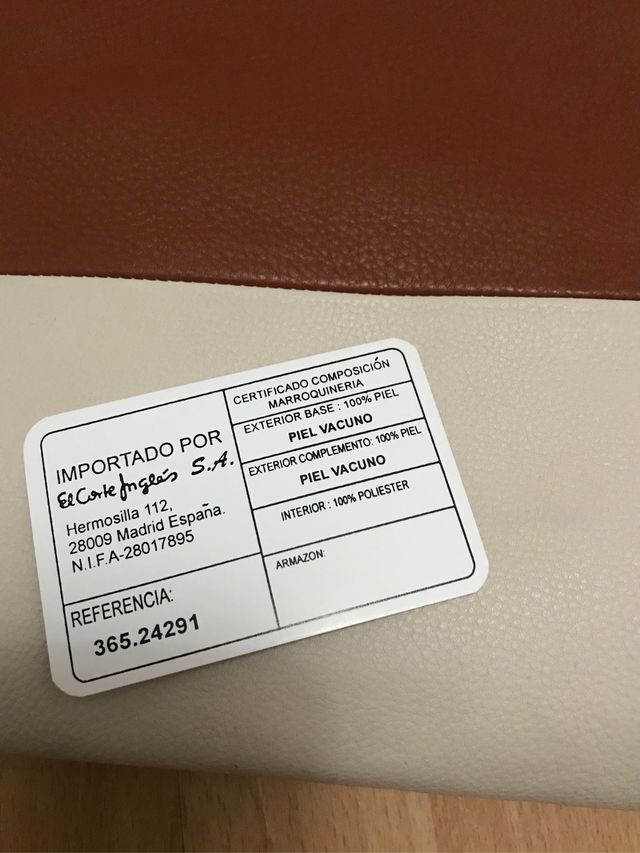 IMPORTADO POR
El Corte Inglés S.A.
Hermosilla 112,
28009 Madrid España.
N.I.F.A-28017895
REFERENCIA:
365.24291
CERTIFICADO COMPOSICIÓN
MARROQUINERIA
EXTERIOR BASE : 100% PIEL
PIEL VACUNO
EXTERIOR COMPLEMENTO: 100% PIEL
PIEL VACUNO
INTERIOR : 100% POLIESTER
ARMAZON: